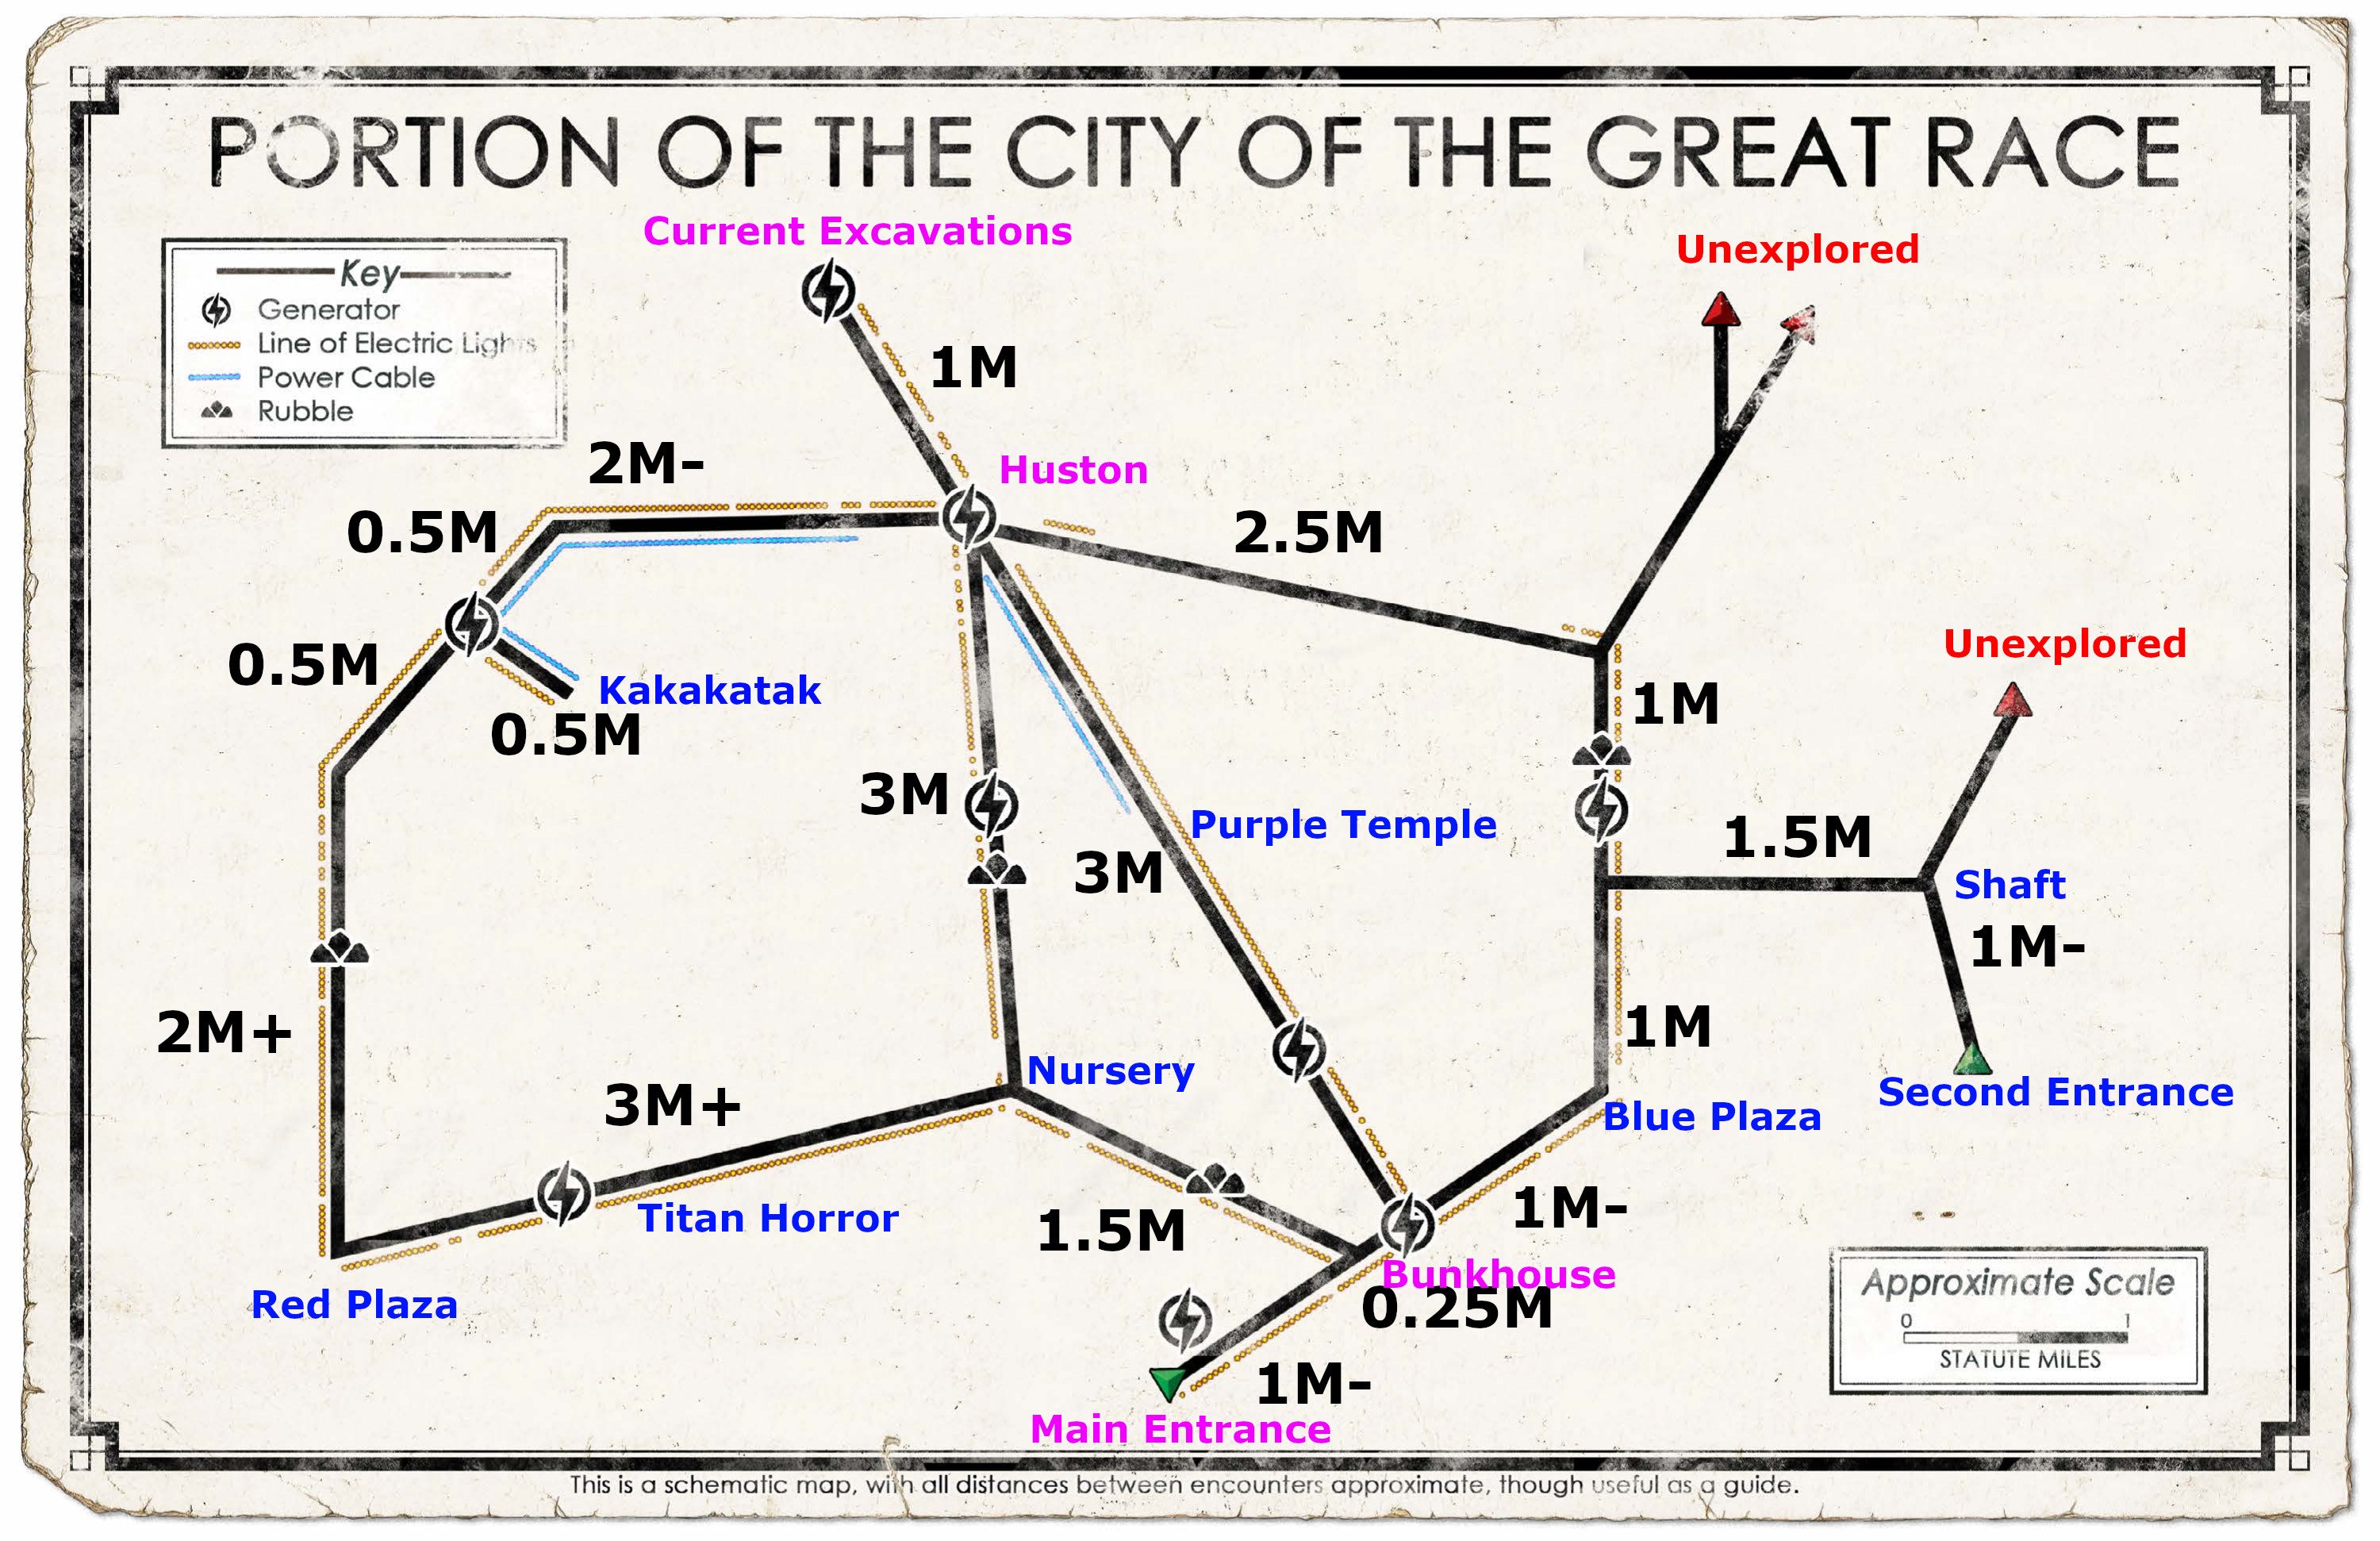 PORTION OF THE CITY OF THE GREAT RACE
Current Excavations
Unexplored
Key
Generator
Line of Electric Lights
Power Cable
Rubble
1M
2M-
Huston
0.5M
2.5M
0.5M
Unexplored
Kakakatak
0.5M
1M
3M
Purple Temple
1.5M
3M
Shaft
1M-
2M+
1M
Nursery
3M+
Second Entrance
Blue Plaza
Titan Horror
1.5M
1M-
Bunkhouse
0.25M
Red Plaza
Approximate Scale
0 1
STATUTE MILES
1M-
Main Entrance
This is a schematic map, with all distances between encounters approximate, though useful as a guide.